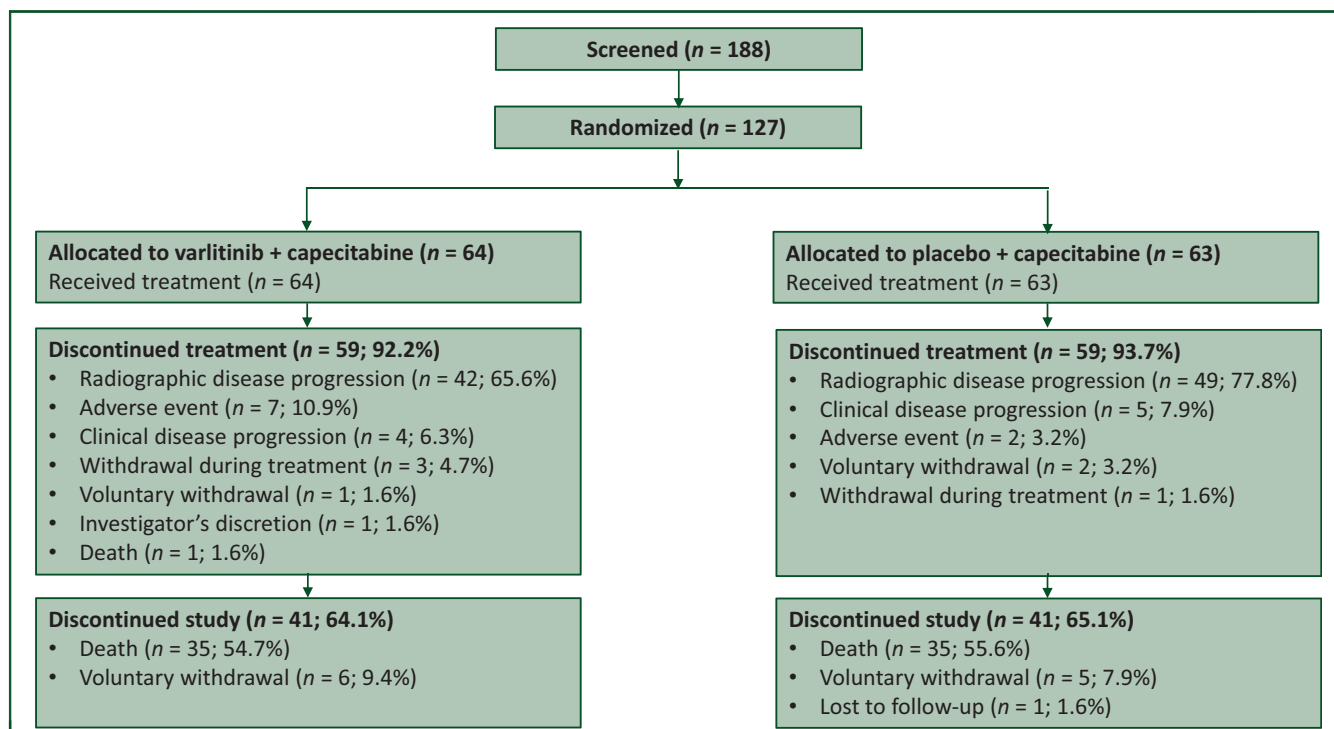 Screened (n = 188)
Randomized (n = 127)
Allocated to varlitinib + capecitabine (n = 64)
Received treatment (n = 64)
Discontinued treatment (n = 59; 92.2%)
• Radiographic disease progression (n = 42; 65.6%)
• Adverse event (n = 7; 10.9%)
• Clinical disease progression (n = 4; 6.3%)
• Withdrawal during treatment (n = 3; 4.7%)
• Voluntary withdrawal (n = 1; 1.6%)
• Investigator’s discretion (n = 1; 1.6%)
• Death (n = 1; 1.6%)
Discontinued study (n = 41; 64.1%)
• Death (n = 35; 54.7%)
• Voluntary withdrawal (n = 6; 9.4%)
Allocated to placebo + capecitabine (n = 63)
Received treatment (n = 63)
Discontinued treatment (n = 59; 93.7%)
• Radiographic disease progression (n = 49; 77.8%)
• Clinical disease progression (n = 5; 7.9%)
• Adverse event (n = 2; 3.2%)
• Voluntary withdrawal (n = 2; 3.2%)
• Withdrawal during treatment (n = 1; 1.6%)
Discontinued study (n = 41; 65.1%)
• Death (n = 35; 55.6%)
• Voluntary withdrawal (n = 5; 7.9%)
• Lost to follow-up (n = 1; 1.6%)